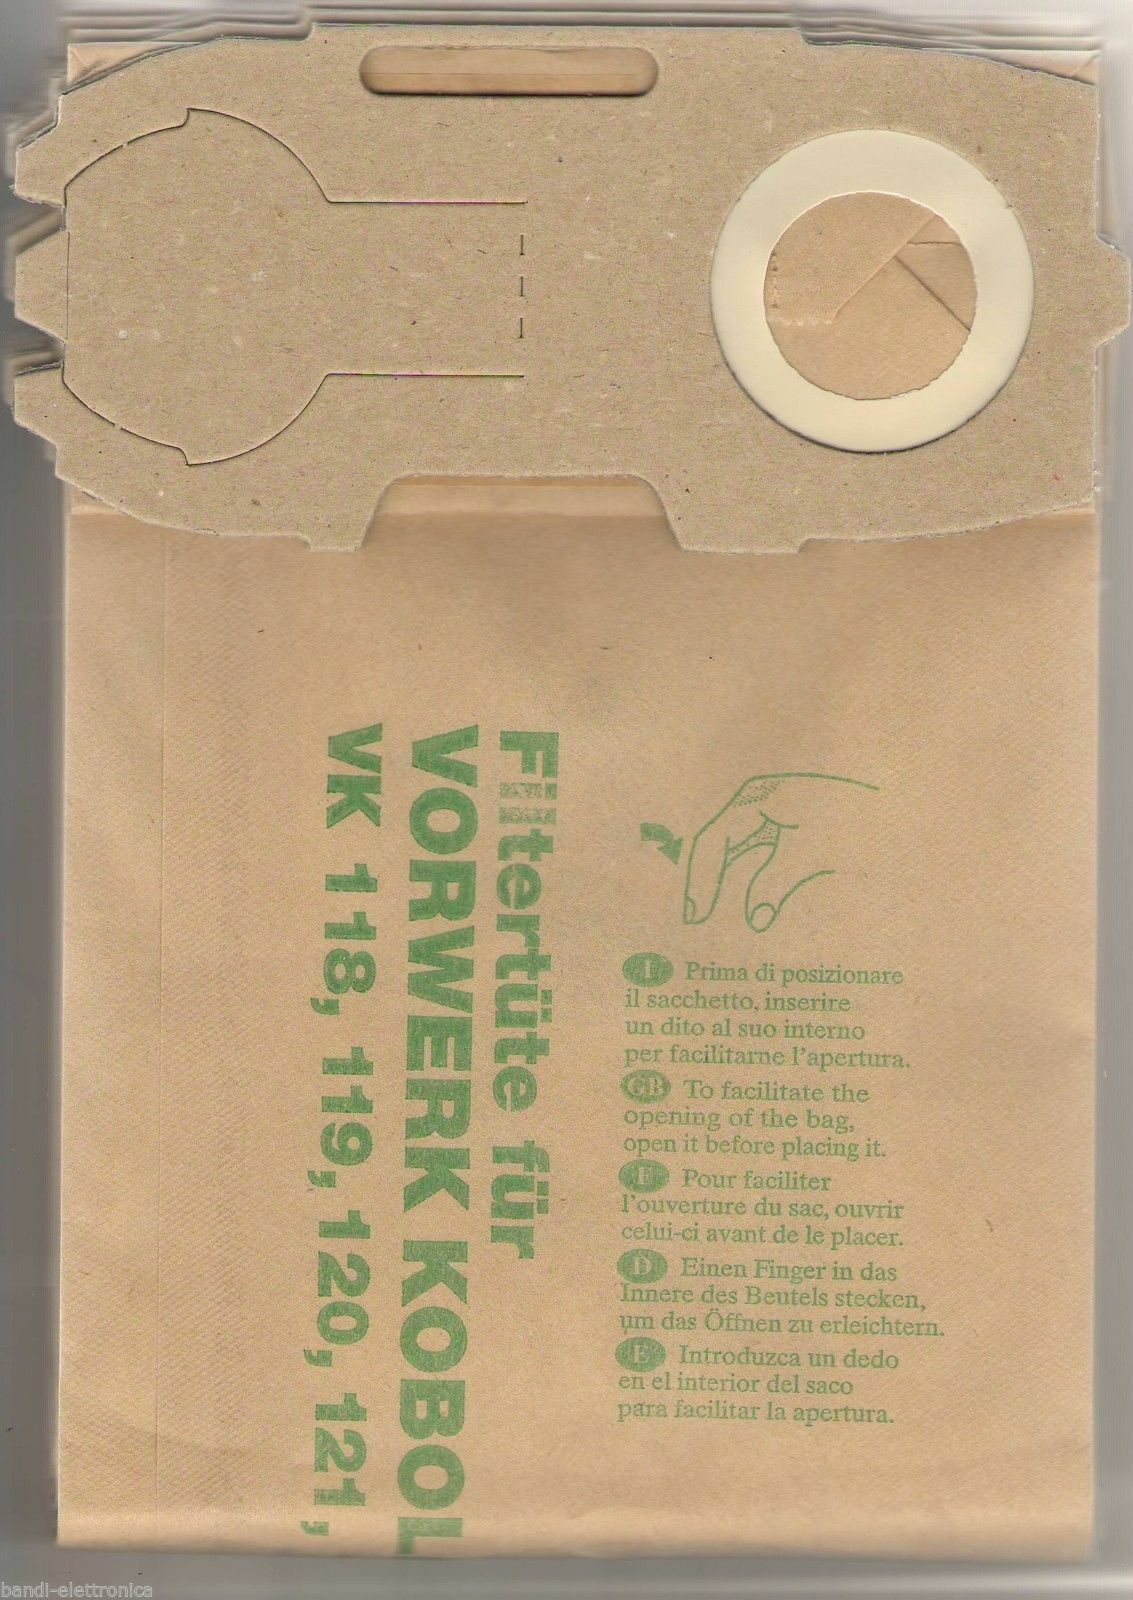 Filtertüte für
VORWERK KOBOL
VK 118, 119, 120, 121,
I Prima di posizionare
il sacchetto, inserire
un dito al suo interno
per facilitarne l'apertura.
GB To facilitate the
opening of the bag,
open it before placing it.
F Pour faciliter
l'ouverture du sac, ouvrir
celui-ci avant de le placer.
D Einen Finger in das
Innere des Beutels stecken,
um das Öffnen zu erleichtern.
E Introduzca un dedo
en el interior del saco
para facilitar la apertura.
bandi-elettronica